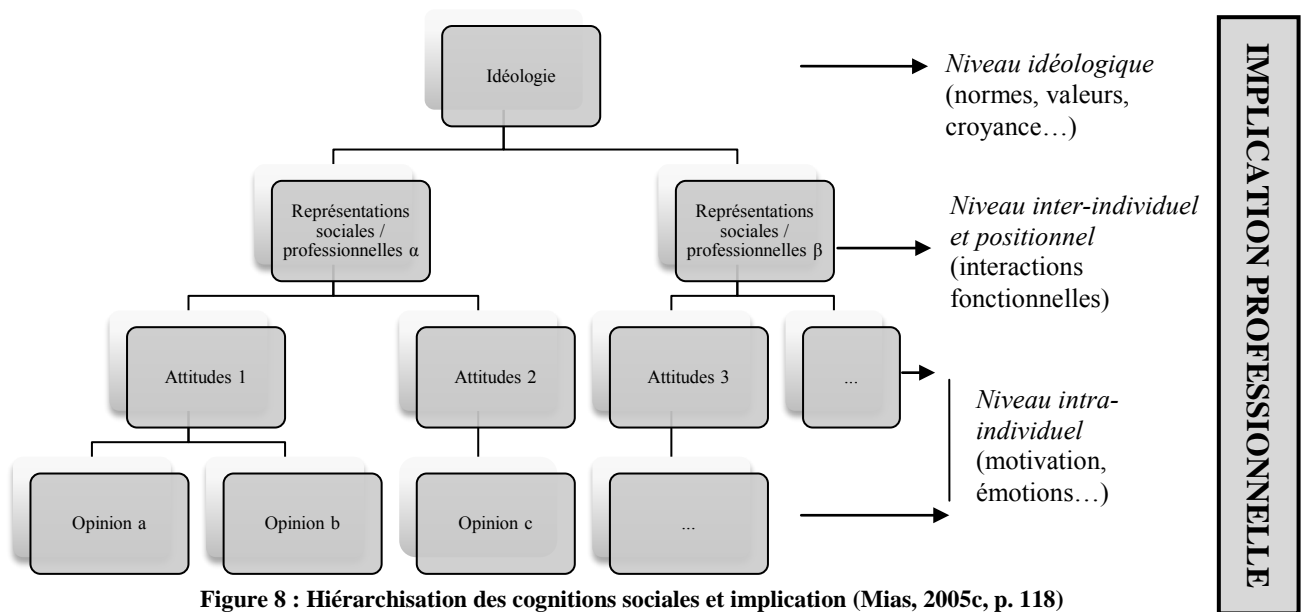 Idéologie
Niveau idéologique
(normes, valeurs,
croyance…)
Représentations
sociales /
professionnelles α
Représentations
sociales /
professionnelles β
Niveau inter-individuel
et positionnel
(interactions
fonctionnelles)
Attitudes 1
Attitudes 2
Attitudes 3
...
Niveau intra-
individuel
(motivation,
émotions…)
Opinion a
Opinion b
Opinion c
...
IMPLICATION PROFESSIONNELLE
Figure 8 : Hiérarchisation des cognitions sociales et implication (Mias, 2005c, p. 118)